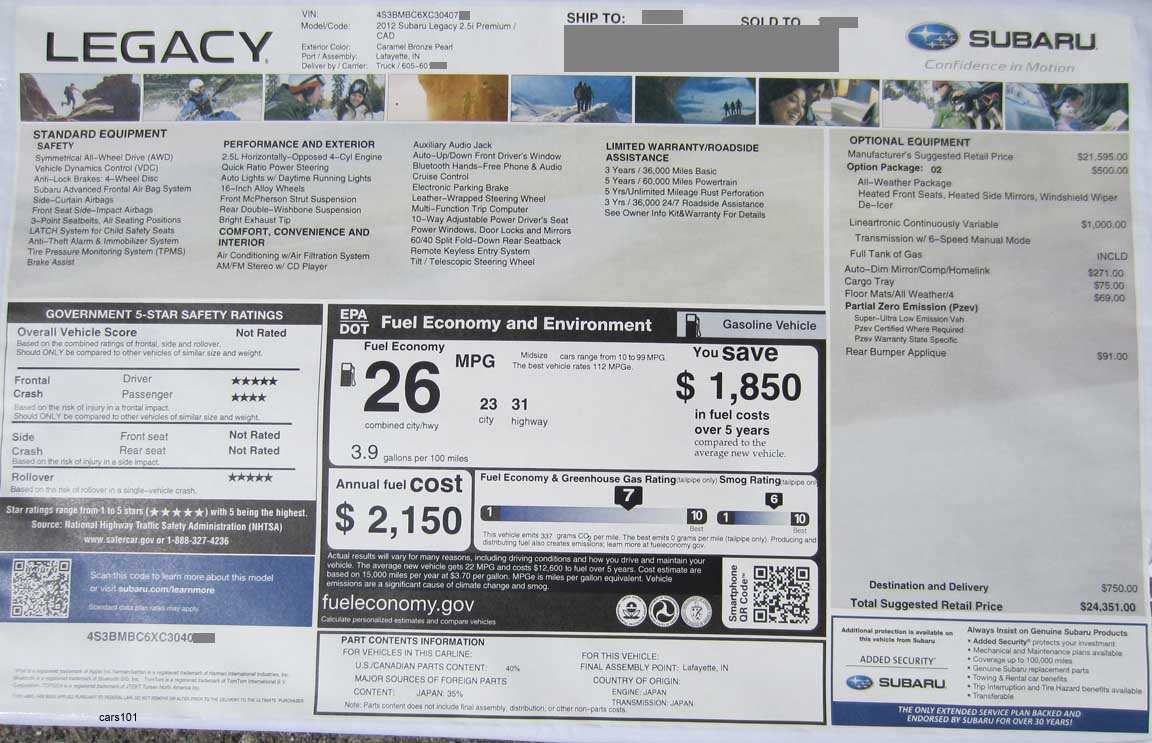 LEGACY
VIN: 4S3BMBC6XC30407
Model/Code: 2012 Subaru Legacy 2.5i Premium /
CAD
Exterior Color: Caramel Bronze Pearl
Port / Assembly: Lafayette, IN
Deliver by / Carrier: Truck / 605-60
SHIP TO:
SOLD TO
SUBARU
Confidence in Motion
STANDARD EQUIPMENT
SAFETY
Symmetrical All-Wheel Drive (AWD)
Vehicle Dynamics Control (VDC)
Anti-Lock Brakes: 4-Wheel Disc
Subaru Advanced Frontal Air Bag System
Side-Curtain Airbags
Front Seat Side-Impact Airbags
3-Point Seatbelts, All Seating Positions
LATCH System for Child Safety Seats
Anti-Theft Alarm & Immobilizer System
Tire Pressure Monitoring System (TPMS)
Brake Assist
PERFORMANCE AND EXTERIOR
2.5L Horizontally-Opposed 4-Cyl Engine
Quick Ratio Power Steering
Auto Lights w/ Daytime Running Lights
16-Inch Alloy Wheels
Front McPherson Strut Suspension
Rear Double-Wishbone Suspension
Bright Exhaust Tip
COMFORT, CONVENIENCE AND
INTERIOR
Air Conditioning w/Air Filtration System
AM/FM Stereo w/ CD Player
Auxiliary Audio Jack
Auto-Up/Down Front Driver's Window
Bluetooth Hands-Free Phone & Audio
Cruise Control
Electronic Parking Brake
Leather-Wrapped Steering Wheel
Multi-Function Trip Computer
10-Way Adjustable Power Driver's Seat
Power Windows, Door Locks and Mirrors
60/40 Split Fold-Down Rear Seatback
Remote Keyless Entry System
Tilt / Telescopic Steering Wheel
LIMITED WARRANTY/ROADSIDE
ASSISTANCE
3 Years / 36,000 Miles Basic
5 Years / 60,000 Miles Powertrain
5 Yrs/Unlimited Mileage Rust Perforation
3 Yrs / 36,000 24/7 Roadside Assistance
See Owner Info Kit&Warranty For Details
OPTIONAL EQUIPMENT
Manufacturer's Suggested Retail Price $21,595.00
Option Package: 02 $500.00
All-Weather Package
Heated Front Seats, Heated Side Mirrors, Windshield Wiper
De-Icer
Lineartronic Continuously Variable $1,000.00
Transmission w/ 6-Speed Manual Mode
Full Tank of Gas INCLD
Auto-Dim Mirror/Comp/Homelink $271.00
Cargo Tray $75.00
Floor Mats/All Weather/4 $69.00
Partial Zero Emission (Pzev)
Super-Ultra Low Emission Veh
Pzev Certified Where Required
Pzev Warranty State Specific
Rear Bumper Applique $91.00
Destination and Delivery $750.00
Total Suggested Retail Price $24,351.00
GOVERNMENT 5-STAR SAFETY RATINGS
Overall Vehicle Score Not Rated
Based on the combined ratings of frontal, side and rollover.
Should ONLY be compared to other vehicles of similar size and weight.
Frontal Driver ★★★★★
Crash Passenger ★★★★
Based on the risk of injury in a frontal impact.
Should ONLY be compared to other vehicles of similar size and weight.
Side Front seat Not Rated
Crash Rear seat Not Rated
Based on the risk of injury in a side impact.
Rollover ★★★★★
Based on the risk of rollover in a single-vehicle crash.
Star ratings range from 1 to 5 stars (★★★★★) with 5 being the highest.
Source: National Highway Traffic Safety Administration (NHTSA)
www.safercar.gov or 1-888-327-4236
Scan this code to learn more about this model
or visit subaru.com/learnmore
Standard data plan rates may apply.
4S3BMBC6XC3040
EPA
DOT
Fuel Economy and Environment
Gasoline Vehicle
Fuel Economy
26 MPG
combined city/hwy
23 city
31 highway
3.9 gallons per 100 miles
Midsize cars range from 10 to 99 MPG.
The best vehicle rates 112 MPGe.
You save
$ 1,850
in fuel costs
over 5 years
compared to the
average new vehicle.
Annual fuel cost
$ 2,150
Fuel Economy & Greenhouse Gas Rating (tailpipe only)
7
1 10
Best
Smog Rating (tailpipe only)
6
1 10
Best
This vehicle emits 337 grams CO2 per mile. The best emits 0 grams per mile (tailpipe only). Producing and
distributing fuel also creates emissions; learn more at fueleconomy.gov.
Actual results will vary for many reasons, including driving conditions and how you drive and maintain your
vehicle. The average new vehicle gets 22 MPG and costs $12,600 to fuel over 5 years. Cost estimates are
based on 15,000 miles per year at $3.70 per gallon. MPGe is miles per gallon equivalent. Vehicle
emissions are a significant cause of climate change and smog.
fueleconomy.gov
Calculate personalized estimates and compare vehicles
Smartphone
QR Code™
PART CONTENTS INFORMATION
FOR VEHICLES IN THIS CARLINE:
U.S./CANADIAN PARTS CONTENT: 40%
MAJOR SOURCES OF FOREIGN PARTS
CONTENT: JAPAN: 35%
Note: Parts content does not include final assembly, distribution, or other non-parts costs.
FOR THIS VEHICLE:
FINAL ASSEMBLY POINT: Lafayette, IN
COUNTRY OF ORIGIN:
ENGINE: JAPAN
TRANSMISSION: JAPAN
Additional protection is available on
this vehicle from Subaru
ADDED SECURITY
SUBARU
Always Insist on Genuine Subaru Products
• Added Security® protects your investment
• Mechanical and Maintenance plans available
• Coverage up to 100,000 miles
• Genuine Subaru replacement parts
• Towing & Rental car benefits
• Trip Interruption and Tire Hazard benefits available
• Transferable
THE ONLY EXTENDED SERVICE PLAN BACKED AND
ENDORSED BY SUBARU FOR OVER 30 YEARS!
cars101